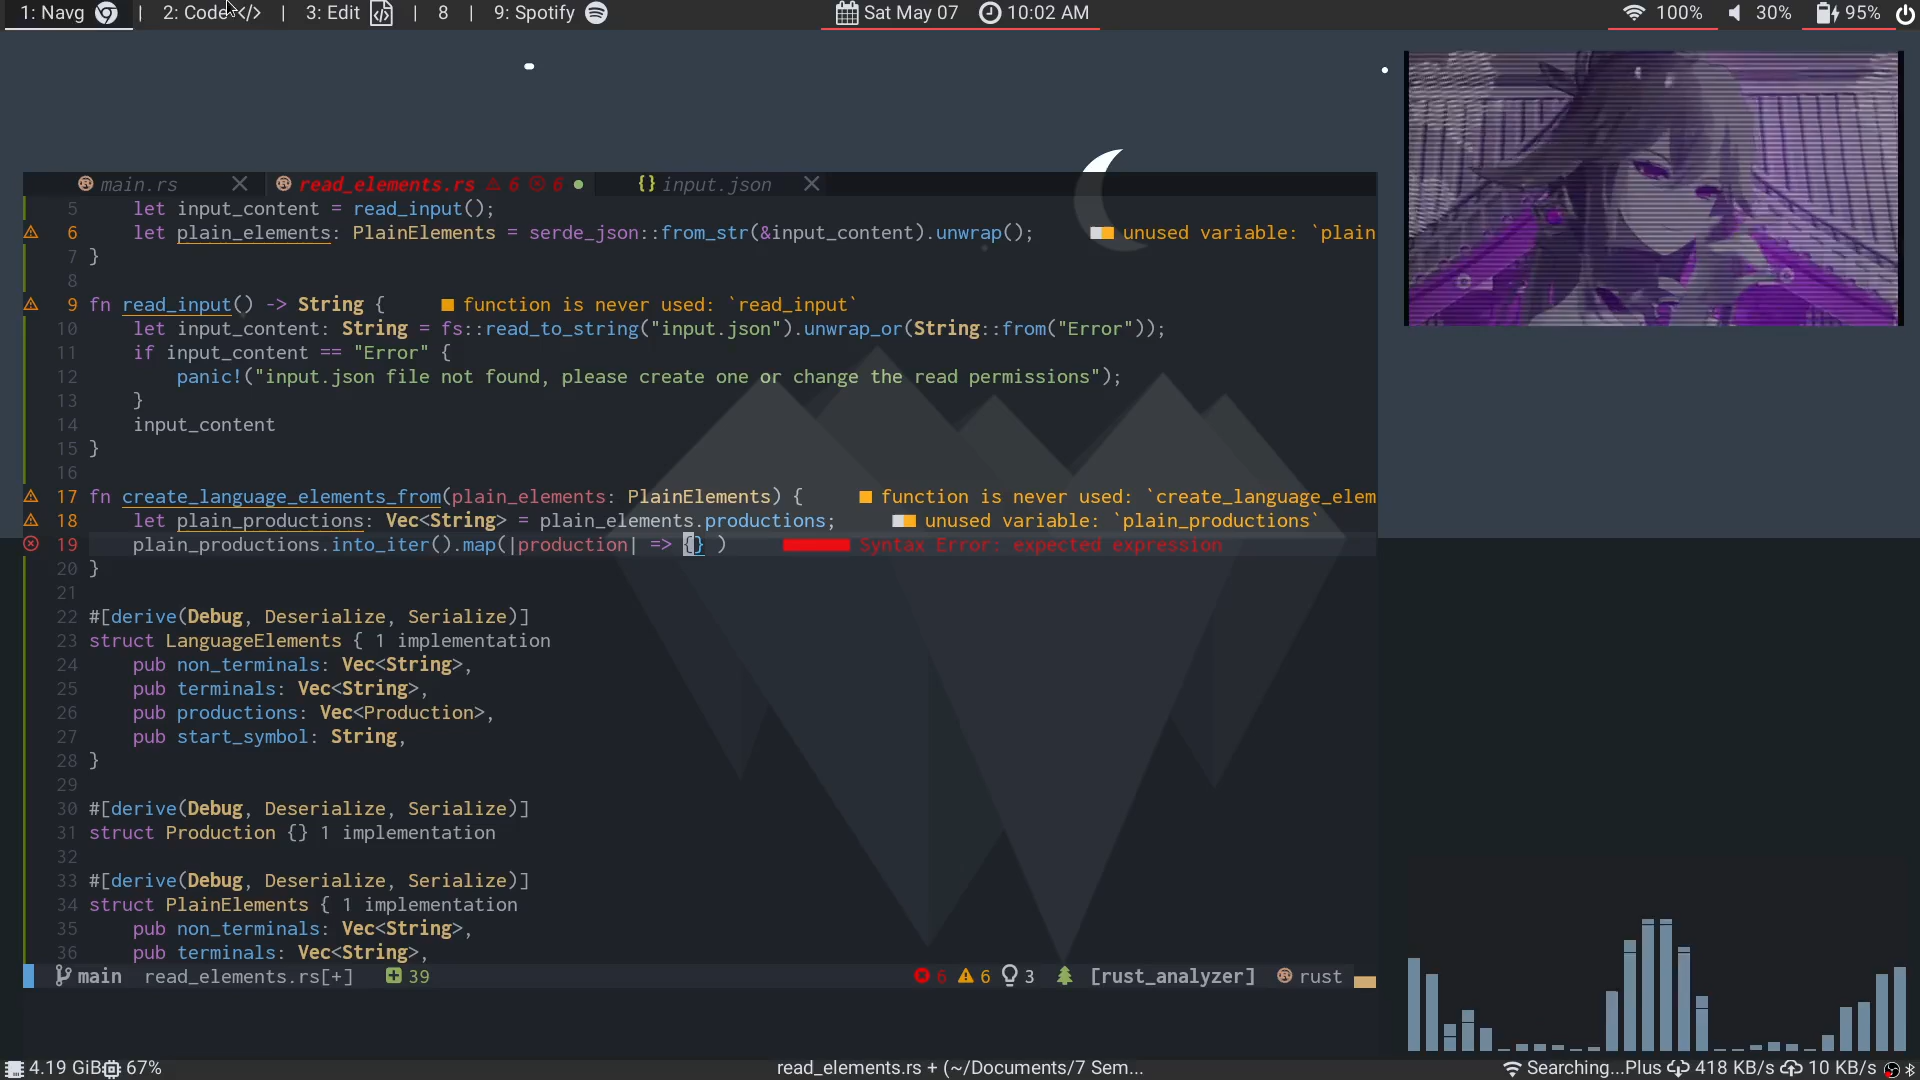 1: Navg | 2: Code </> | 3: Edit </> | 8 | 9: Spotify Sat May 07 10:02 AM 100% 30% 95%
main.rs read_elements.rs 6 6 {} input.json
5 let input_content = read_input();
6 let plain_elements: PlainElements = serde_json::from_str(&input_content).unwrap(); unused variable: `plain
7 }
8
9 fn read_input() -> String { function is never used: `read_input`
10 let input_content: String = fs::read_to_string("input.json").unwrap_or(String::from("Error"));
11 if input_content == "Error" {
12 panic!("input.json file not found, please create one or change the read permissions");
13 }
14 input_content
15 }
16
17 fn create_language_elements_from(plain_elements: PlainElements) { function is never used: `create_language_elem
18 let plain_productions: Vec<String> = plain_elements.productions; unused variable: `plain_productions`
19 plain_productions.into_iter().map(|production| => {} ) Syntax Error: expected expression
20 }
21
22 #[derive(Debug, Deserialize, Serialize)]
23 struct LanguageElements { 1 implementation
24 pub non_terminals: Vec<String>,
25 pub terminals: Vec<String>,
26 pub productions: Vec<Production>,
27 pub start_symbol: String,
28 }
29
30 #[derive(Debug, Deserialize, Serialize)]
31 struct Production {} 1 implementation
32
33 #[derive(Debug, Deserialize, Serialize)]
34 struct PlainElements { 1 implementation
35 pub non_terminals: Vec<String>,
36 pub terminals: Vec<String>,
main read_elements.rs[+] 39 6 6 3 [rust_analyzer] rust
4.19 GiB 67% read_elements.rs + (~/Documents/7 Sem... Searching...Plus 418 KB/s 10 KB/s